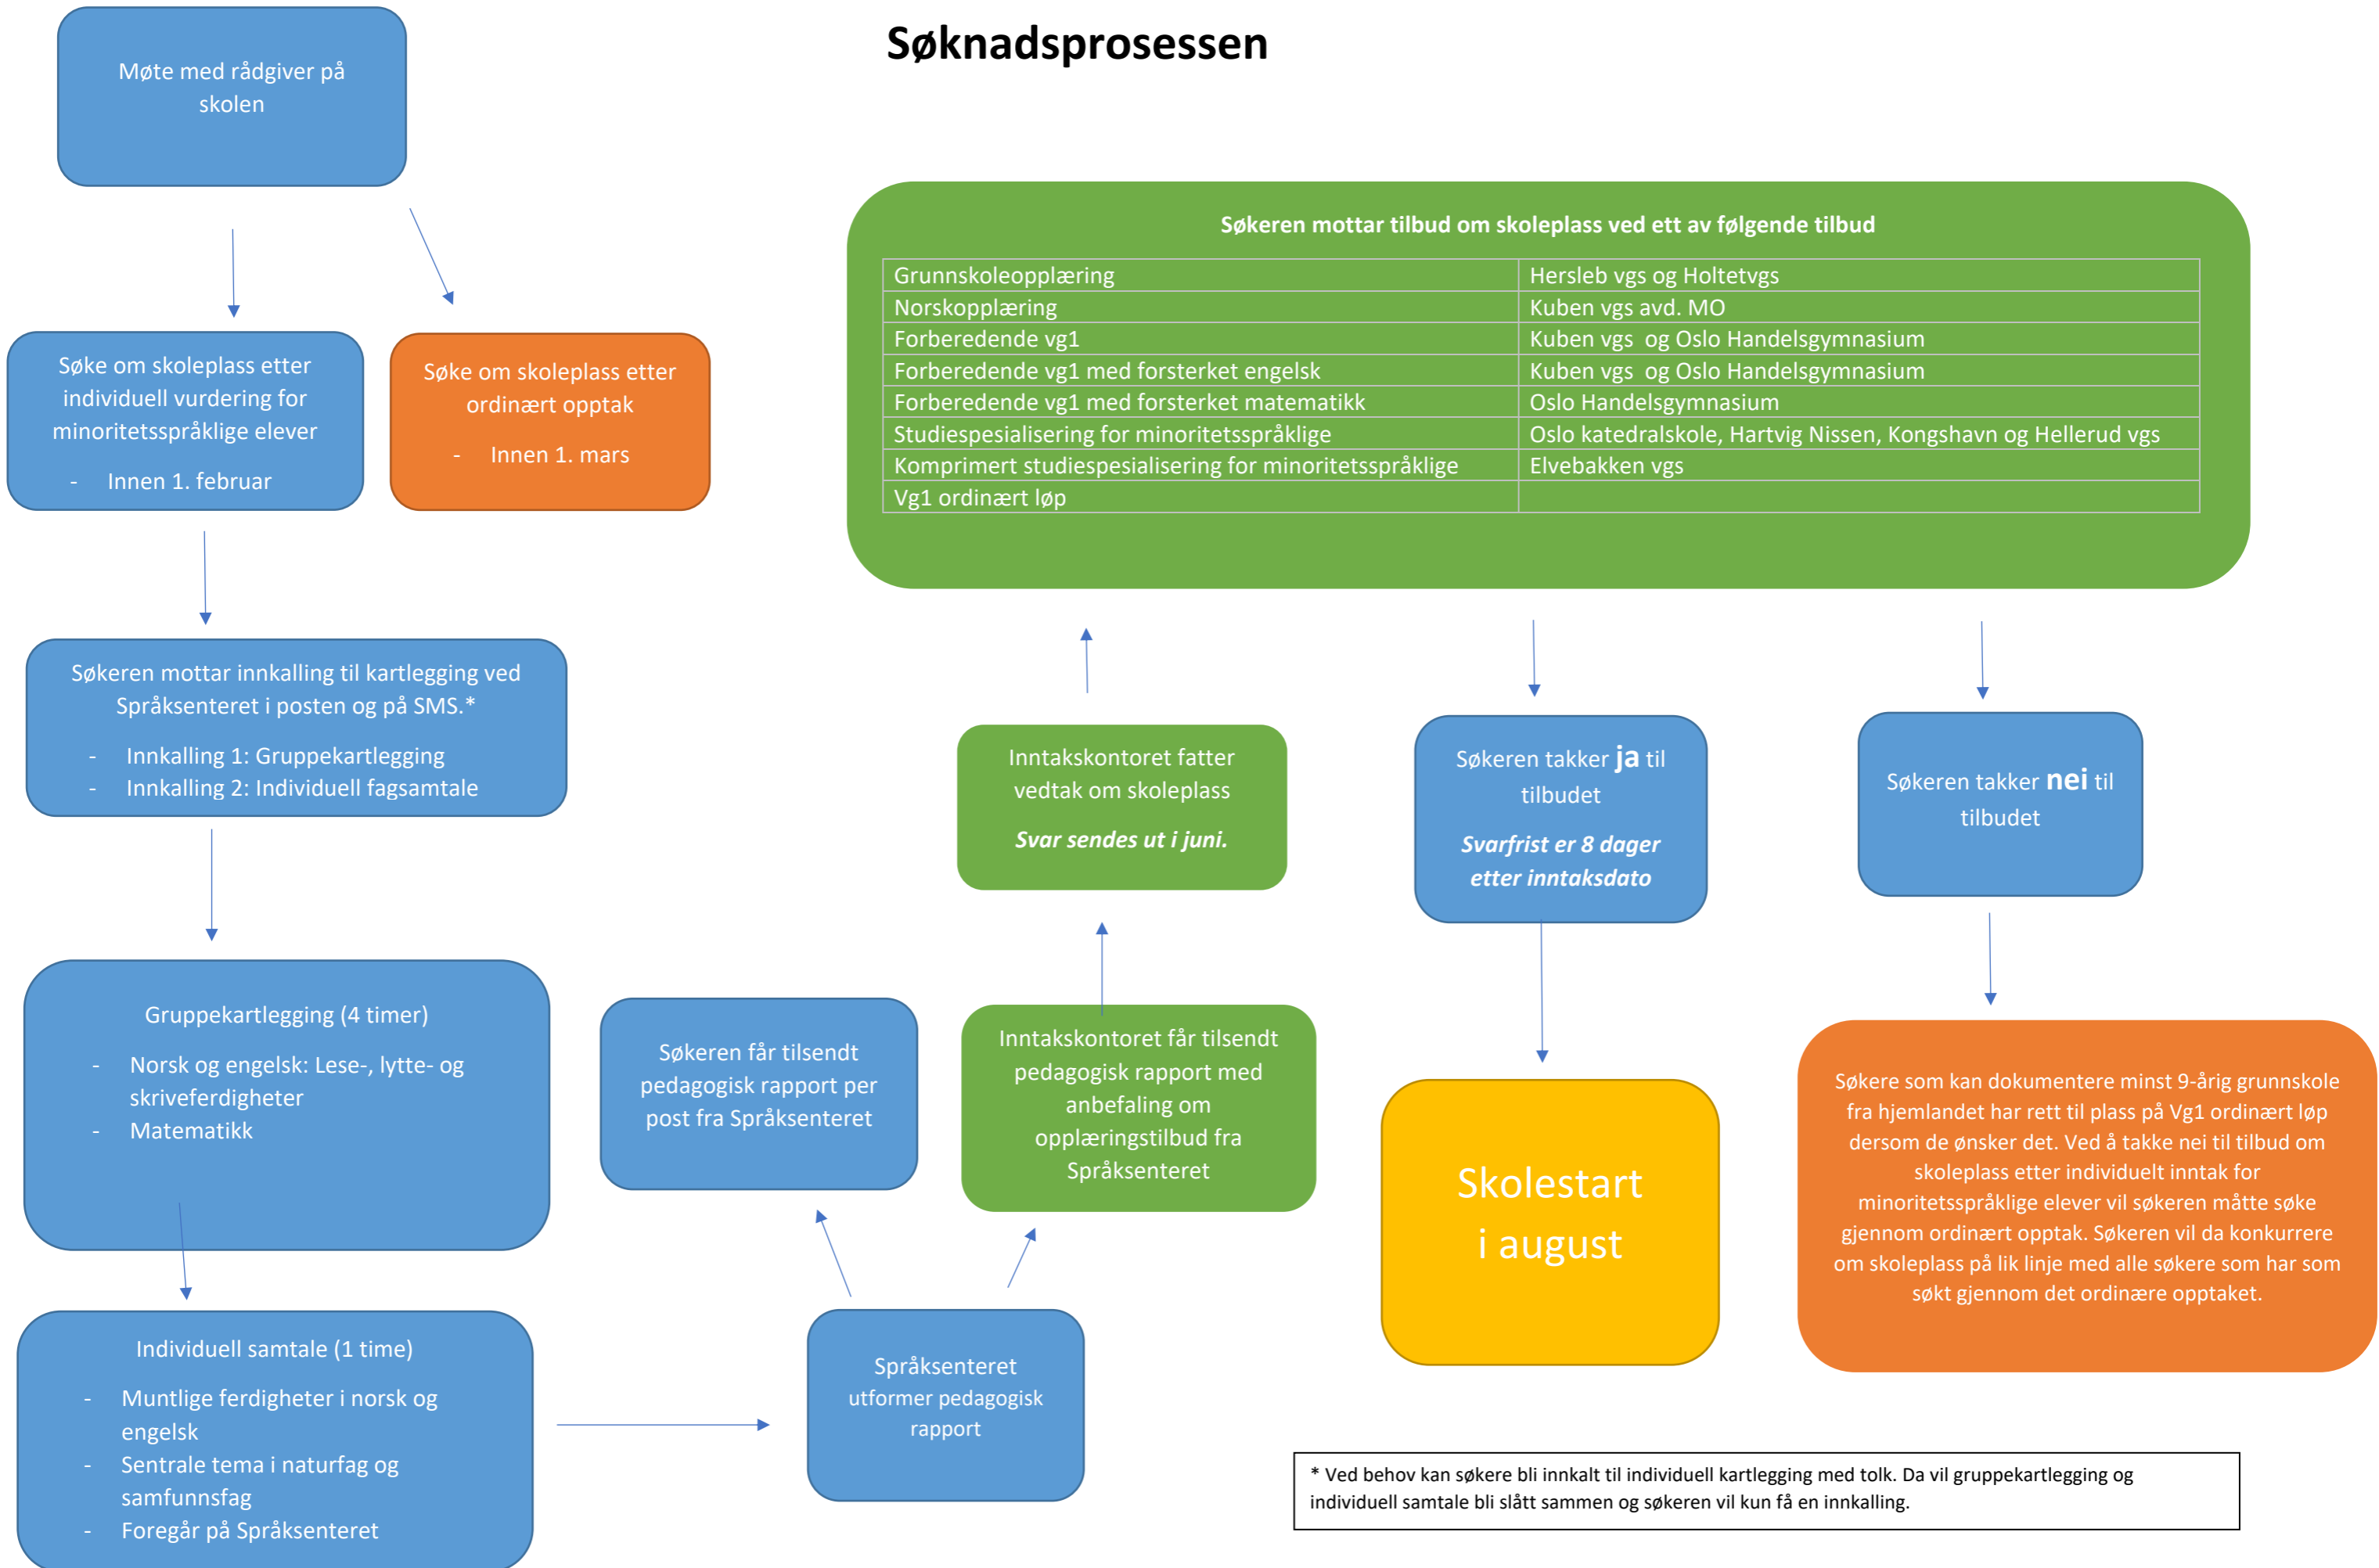 Søknadsprosessen
Møte med rådgiver på
skolen
Søke om skoleplass etter
individuell vurdering for
minoritetsspråklige elever
- Innen 1. februar
Søke om skoleplass etter
ordinært opptak
- Innen 1. mars
Søkeren mottar innkalling til kartlegging ved
Språksenteret i posten og på SMS.*
- Innkalling 1: Gruppekartlegging
- Innkalling 2: Individuell fagsamtale
Gruppekartlegging (4 timer)
- Norsk og engelsk: Lese-, lytte- og
skriveferdigheter
- Matematikk
Individuell samtale (1 time)
- Muntlige ferdigheter i norsk og
engelsk
- Sentrale tema i naturfag og
samfunnsfag
- Foregår på Språksenteret
Språksenteret
utformer pedagogisk
rapport
Søkeren får tilsendt
pedagogisk rapport per
post fra Språksenteret
Inntakskontoret får tilsendt
pedagogisk rapport med
anbefaling om
opplæringstilbud fra
Språksenteret
Inntakskontoret fatter
vedtak om skoleplass
Svar sendes ut i juni.
Søkeren mottar tilbud om skoleplass ved ett av følgende tilbud
Grunnskoleopplæring Hersleb vgs og Holtetvgs
Norskopplæring Kuben vgs avd. MO
Forberedende vg1 Kuben vgs og Oslo Handelsgymnasium
Forberedende vg1 med forsterket engelsk Kuben vgs og Oslo Handelsgymnasium
Forberedende vg1 med forsterket matematikk Oslo Handelsgymnasium
Studiespesialisering for minoritetsspråklige Oslo katedralskole, Hartvig Nissen, Kongshavn og Hellerud vgs
Komprimert studiespesialisering for minoritetsspråklige Elvebakken vgs
Vg1 ordinært løp
Søkeren takker ja til
tilbudet
Svarfrist er 8 dager
etter inntaksdato
Skolestart
i august
Søkeren takker nei til
tilbudet
Søkere som kan dokumentere minst 9-årig grunnskole
fra hjemlandet har rett til plass på Vg1 ordinært løp
dersom de ønsker det. Ved å takke nei til tilbud om
skoleplass etter individuelt inntak for
minoritetsspråklige elever vil søkeren måtte søke
gjennom ordinært opptak. Søkeren vil da konkurrere
om skoleplass på lik linje med alle søkere som har som
søkt gjennom det ordinære opptaket.
* Ved behov kan søkere bli innkalt til individuell kartlegging med tolk. Da vil gruppekartlegging og
individuell samtale bli slått sammen og søkeren vil kun få en innkalling.